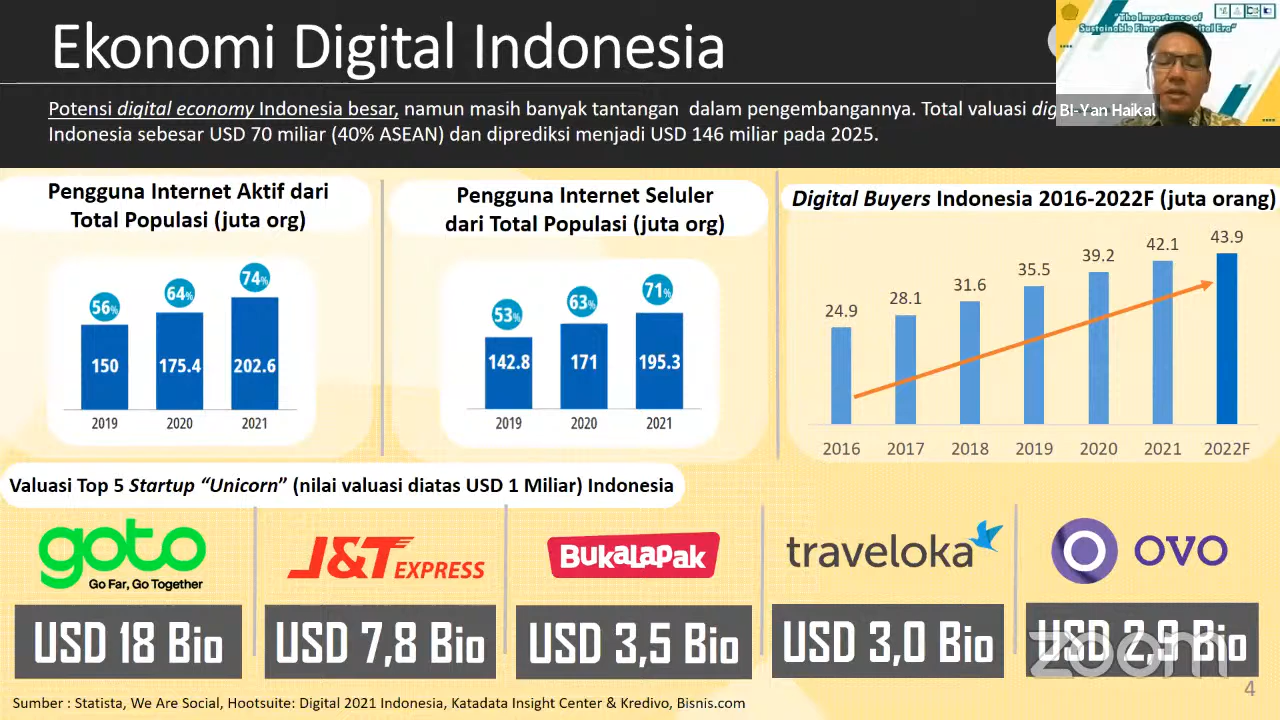 Ekonomi Digital Indonesia
"The Importance of
Sustainable Finan
gital Era"
BI-Yan Haikal
Potensi digital economy Indonesia besar, namun masih banyak tantangan dalam pengembangannya. Total valuasi
Indonesia sebesar USD 70 miliar (40% ASEAN) dan diprediksi menjadi USD 146 miliar pada 2025.
Pengguna Internet Aktif dari
Total Populasi (juta org)
56%
64%
74%
150
175.4
202.6
2019
2020
2021
Pengguna Internet Seluler
dari Total Populasi (juta org)
53%
63%
71%
142.8
171
195.3
2019
2020
2021
Digital Buyers Indonesia 2016-2022F (juta orang)
24.9
28.1
31.6
35.5
39.2
42.1
43.9
2016
2017
2018
2019
2020
2021
2022F
Valuasi Top 5 Startup “Unicorn” (nilai valuasi diatas USD 1 Miliar) Indonesia
goto
Go Far, Go Together
USD 18 Bio
J&T EXPRESS
USD 7,8 Bio
BukaLapak
USD 3,5 Bio
traveloka
USD 3,0 Bio
OVO
USD 2,9 Bio
zoom
4
Sumber : Statista, We Are Social, Hootsuite: Digital 2021 Indonesia, Katadata Insight Center & Kredivo, Bisnis.com